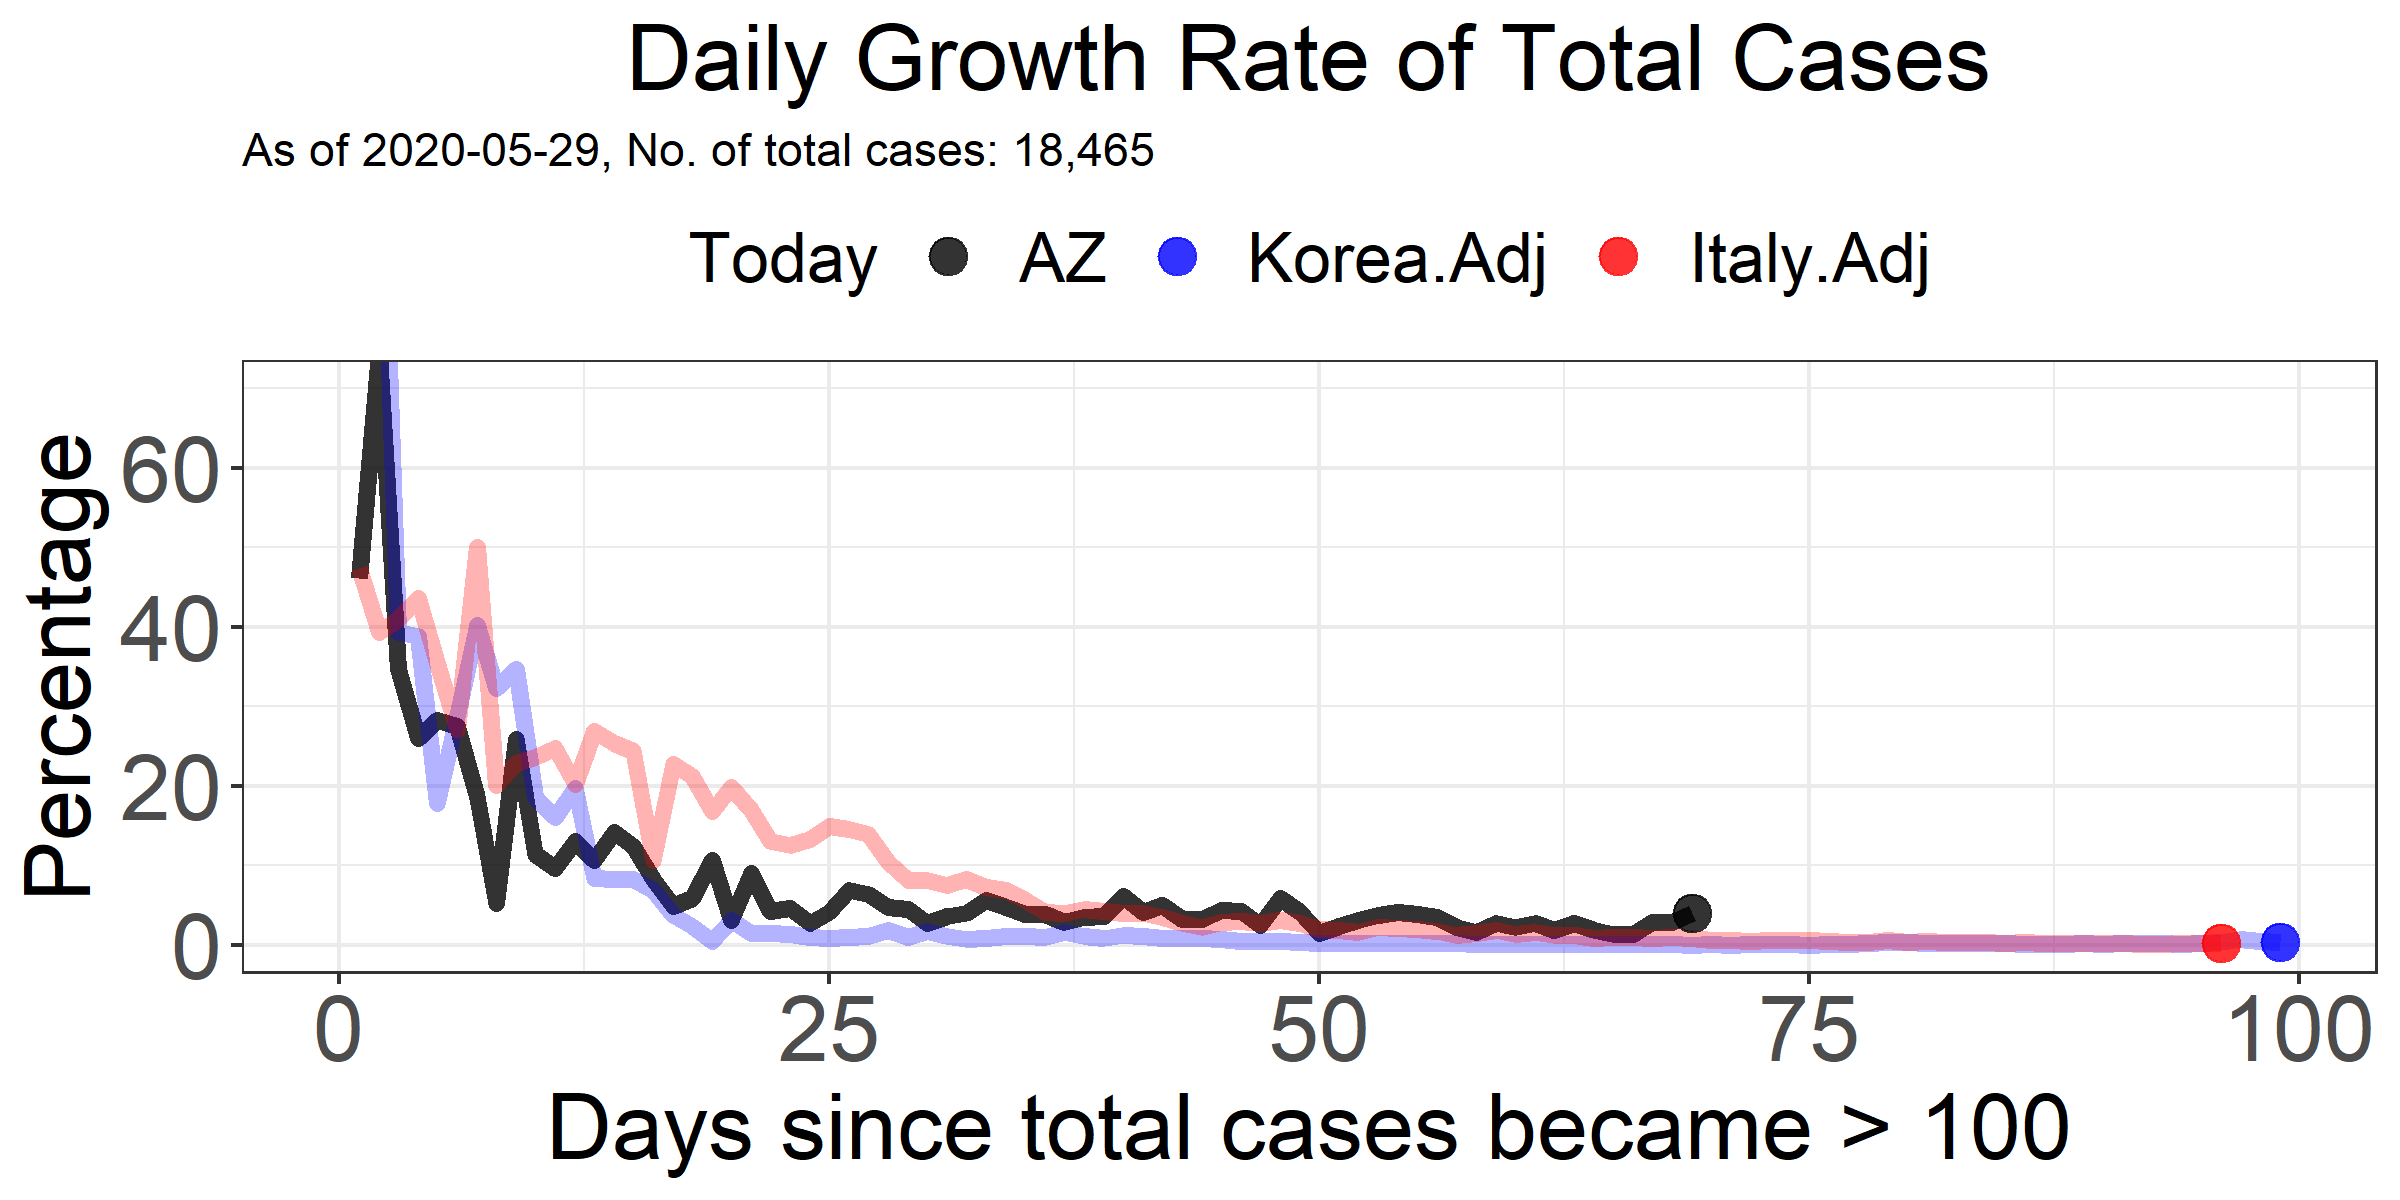 Daily Growth Rate of Total Cases
As of 2020-05-29, No. of total cases: 18,465
Today AZ Korea.Adj Italy.Adj
Percentage
60
40
20
0
0 25 50 75 100
Days since total cases became > 100